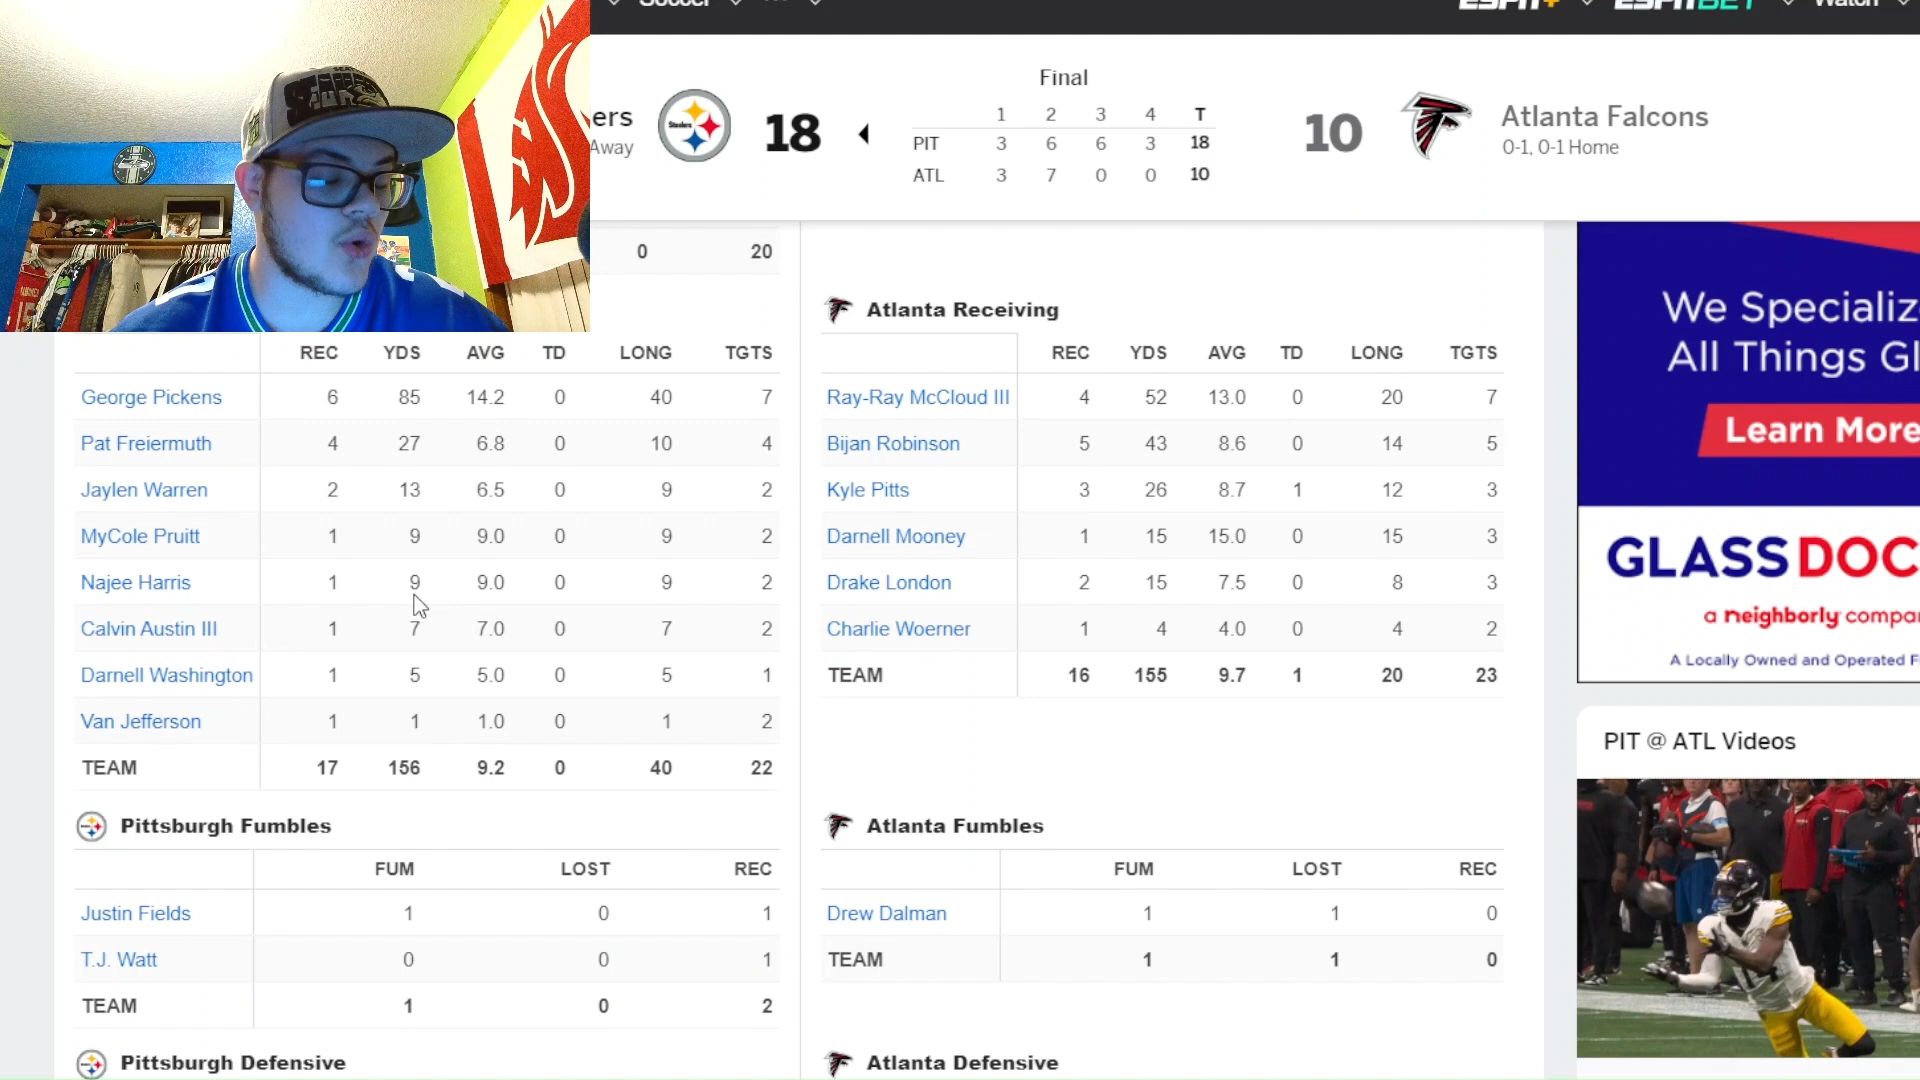 Soccer ESPN+ ESPN BET Watch
Final
ers
Away
Steelers
18
1 2 3 4 T
PIT 3 6 6 3 18
ATL 3 7 0 0 10
10
Atlanta Falcons
0-1, 0-1 Home
0 20
REC YDS AVG TD LONG TGTS
George Pickens 6 85 14.2 0 40 7
Pat Freiermuth 4 27 6.8 0 10 4
Jaylen Warren 2 13 6.5 0 9 2
MyCole Pruitt 1 9 9.0 0 9 2
Najee Harris 1 9 9.0 0 9 2
Calvin Austin III 1 7 7.0 0 7 2
Darnell Washington 1 5 5.0 0 5 1
Van Jefferson 1 1 1.0 0 1 2
TEAM 17 156 9.2 0 40 22
Atlanta Receiving
REC YDS AVG TD LONG TGTS
Ray-Ray McCloud III 4 52 13.0 0 20 7
Bijan Robinson 5 43 8.6 0 14 5
Kyle Pitts 3 26 8.7 1 12 3
Darnell Mooney 1 15 15.0 0 15 3
Drake London 2 15 7.5 0 8 3
Charlie Woerner 1 4 4.0 0 4 2
TEAM 16 155 9.7 1 20 23
Pittsburgh Fumbles
FUM LOST REC
Justin Fields 1 0 1
T.J. Watt 0 0 1
TEAM 1 0 2
Atlanta Fumbles
FUM LOST REC
Drew Dalman 1 1 0
TEAM 1 1 0
Pittsburgh Defensive
Atlanta Defensive
We Specializ
All Things Gl
Learn More
GLASS DOC
a neighborly compa
A Locally Owned and Operated F
PIT @ ATL Videos